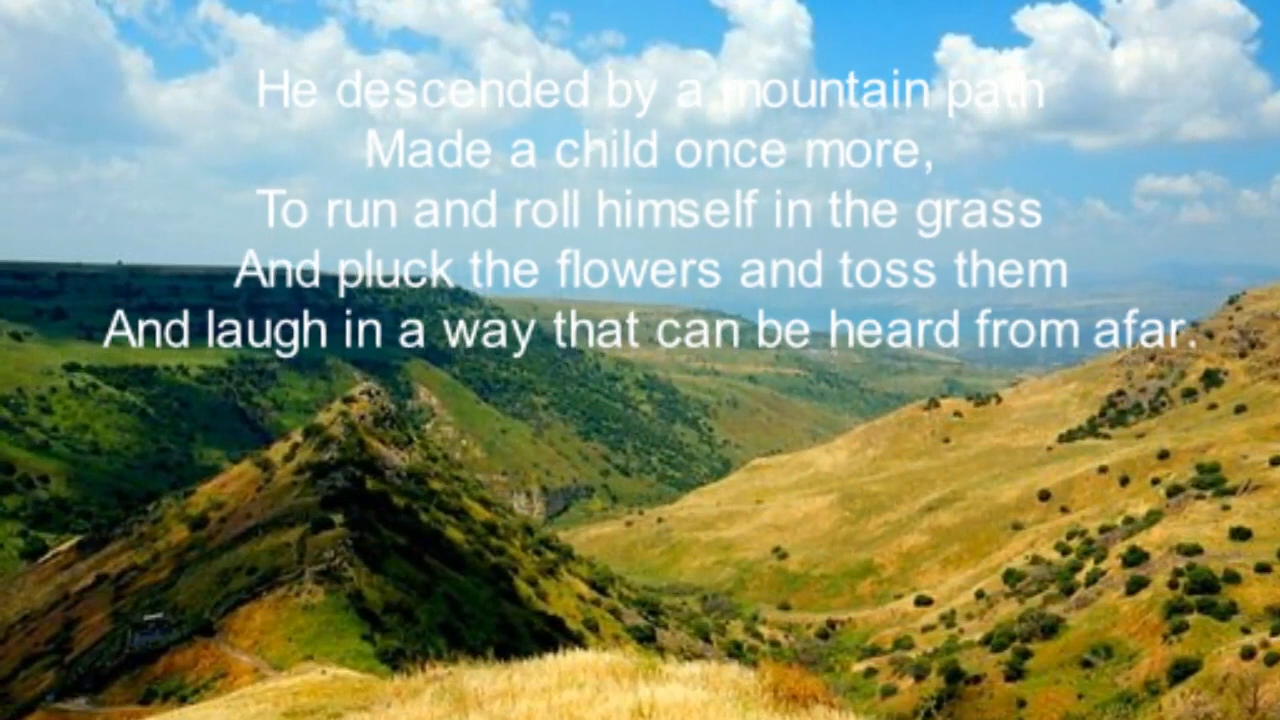 He descended by a mountain path
Made a child once more,
To run and roll himself in the grass
And pluck the flowers and toss them
And laugh in a way that can be heard from afar.